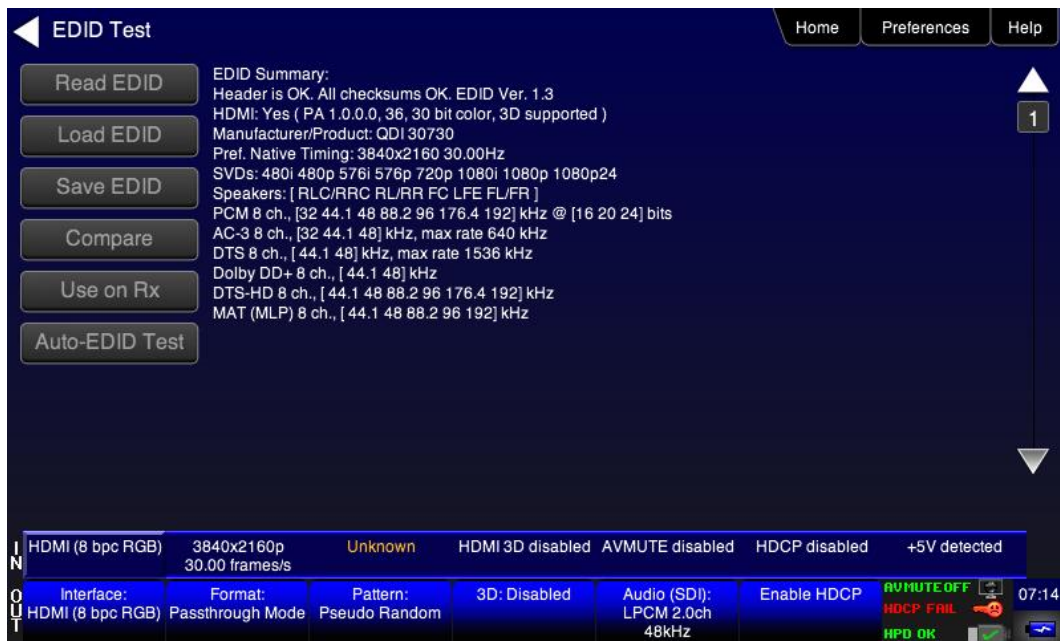 EDID Test
Home
Preferences
Help
Read EDID
Load EDID
Save EDID
Compare
Use on Rx
Auto-EDID Test
EDID Summary:
Header is OK. All checksums OK. EDID Ver. 1.3
HDMI: Yes ( PA 1.0.0.0, 36, 30 bit color, 3D supported )
Manufacturer/Product: QDI 30730
Pref. Native Timing: 3840x2160 30.00Hz
SVDs: 480i 480p 576i 576p 720p 1080i 1080p 1080p24
Speakers: [ RLC/RRC RL/RR FC LFE FL/FR ]
PCM 8 ch., [32 44.1 48 88.2 96 176.4 192] kHz @ [16 20 24] bits
AC-3 8 ch., [32 44.1 48] kHz, max rate 640 kHz
DTS 8 ch., [ 44.1 48] kHz, max rate 1536 kHz
Dolby DD+ 8 ch., [ 44.1 48] kHz
DTS-HD 8 ch., [ 44.1 48 88.2 96 176.4 192] kHz
MAT (MLP) 8 ch., [ 44.1 48 88.2 96 192] kHz
1
IN
HDMI (8 bpc RGB)
3840x2160p
30.00 frames/s
Unknown
HDMI 3D disabled
AVMUTE disabled
HDCP disabled
+5V detected
OUT
Interface:
HDMI (8 bpc RGB)
Format:
Passthrough Mode
Pattern:
Pseudo Random
3D: Disabled
Audio (SDI):
LPCM 2.0ch
48kHz
Enable HDCP
AVMUTE OFF
HDCP FAIL
HPD OK
07:14